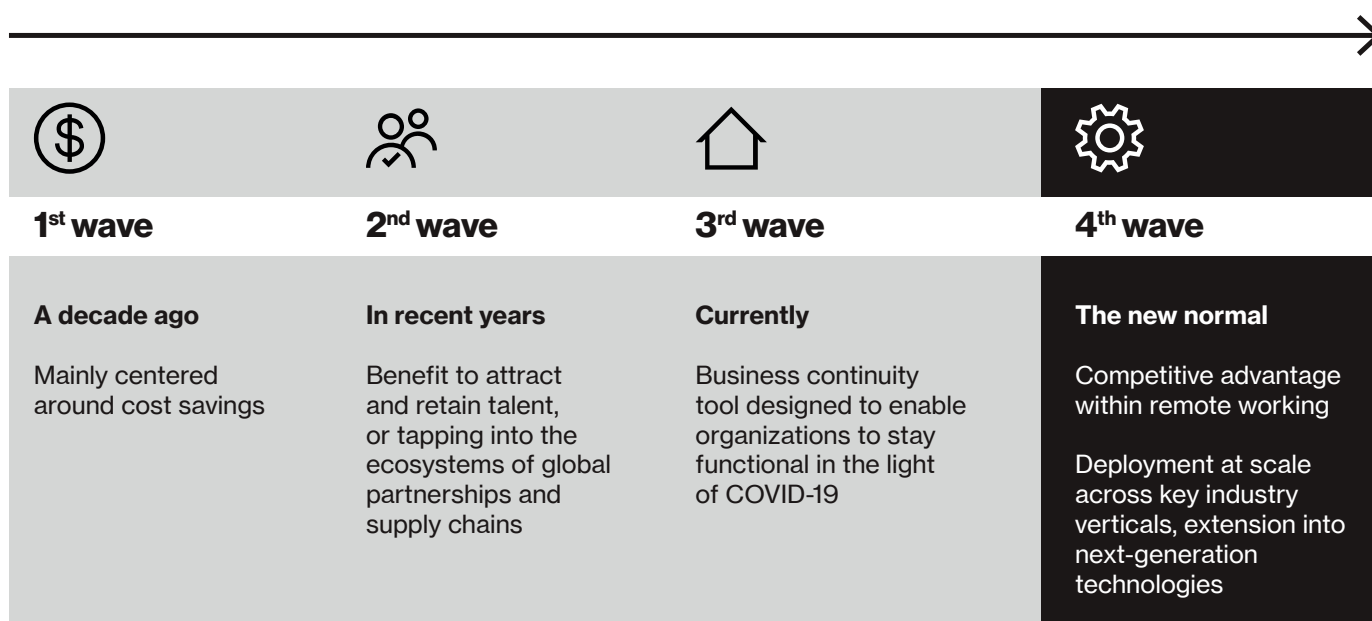 1st wave
2nd wave
3rd wave
4th wave
A decade ago
Mainly centered
around cost savings
In recent years
Benefit to attract
and retain talent,
or tapping into the
ecosystems of global
partnerships and
supply chains
Currently
Business continuity
tool designed to enable
organizations to stay
functional in the light
of COVID-19
The new normal
Competitive advantage
within remote working
Deployment at scale
across key industry
verticals, extension into
next-generation
technologies